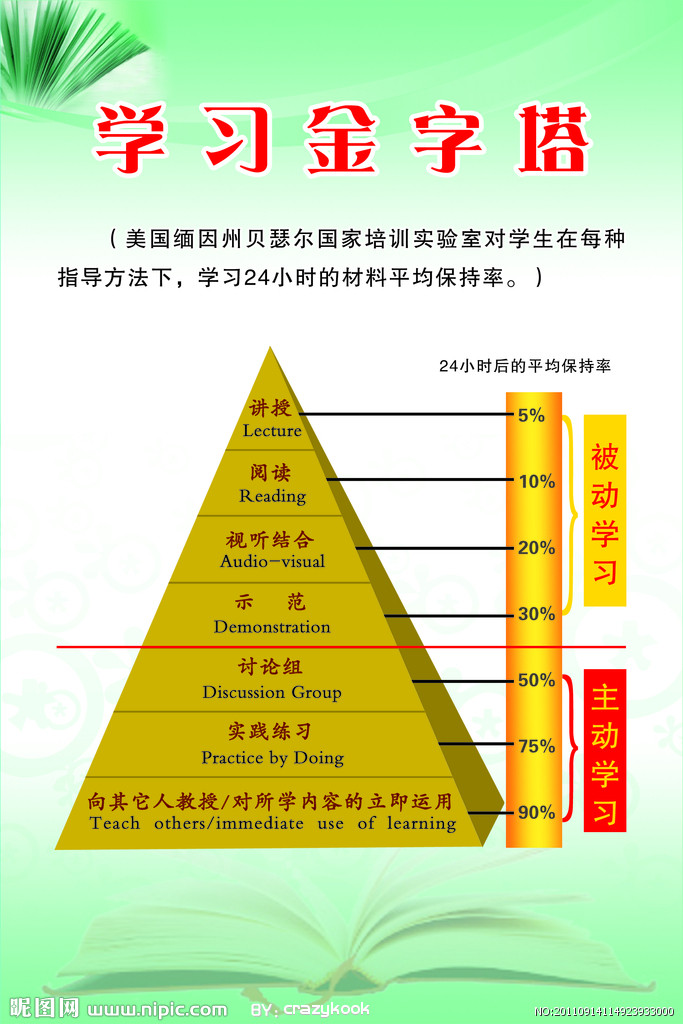 学习金字塔
（美国缅因州贝瑟尔国家培训实验室对学生在每种
指导方法下，学习24小时的材料平均保持率。）
24小时后的平均保持率
讲授
Lecture
5%
阅读
Reading
10%
视听结合
Audio-visual
20%
示 范
Demonstration
30%
被动学习
讨论组
Discussion Group
50%
实践练习
Practice by Doing
75%
向其它人教授/对所学内容的立即运用
Teach others/immediate use of learning
90%
主动学习
昵图网 www.nipic.com BY: crazykook
NO:20110914114923933000